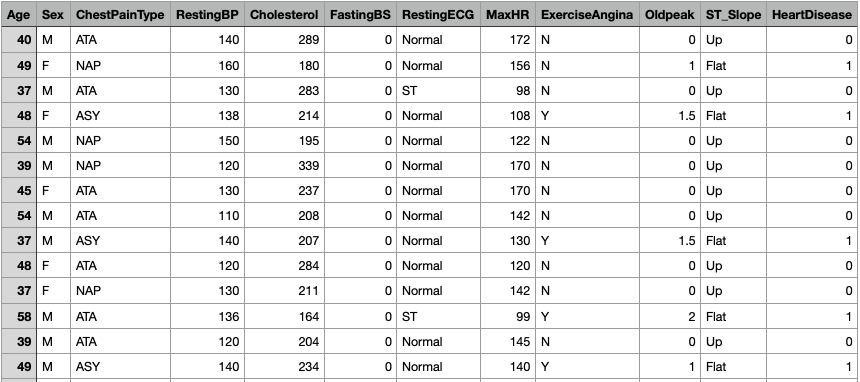 Age Sex ChestPainType RestingBP Cholesterol FastingBS RestingECG MaxHR ExerciseAngina Oldpeak ST_Slope HeartDisease
40 M ATA 140 289 0 Normal 172 N 0 Up 0
49 F NAP 160 180 0 Normal 156 N 1 Flat 1
37 M ATA 130 283 0 ST 98 N 0 Up 0
48 F ASY 138 214 0 Normal 108 Y 1.5 Flat 1
54 M NAP 150 195 0 Normal 122 N 0 Up 0
39 M NAP 120 339 0 Normal 170 N 0 Up 0
45 F ATA 130 237 0 Normal 170 N 0 Up 0
54 M ATA 110 208 0 Normal 142 N 0 Up 0
37 M ASY 140 207 0 Normal 130 Y 1.5 Flat 1
48 F ATA 120 284 0 Normal 120 N 0 Up 0
37 F NAP 130 211 0 Normal 142 N 0 Up 0
58 M ATA 136 164 0 ST 99 Y 2 Flat 1
39 M ATA 120 204 0 Normal 145 N 0 Up 0
49 M ASY 140 234 0 Normal 140 Y 1 Flat 1